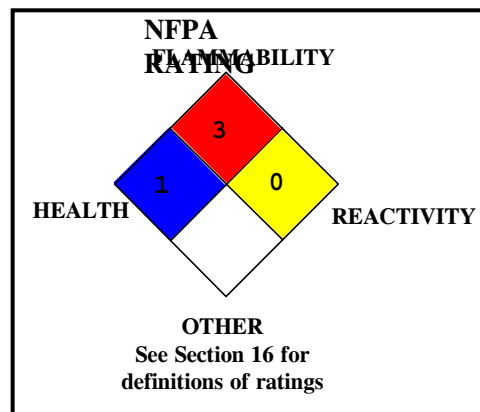 NFPA
RATING
FLAMMABILITY
3
1
0
HEALTH
REACTIVITY
OTHER
See Section 16 for
definitions of ratings